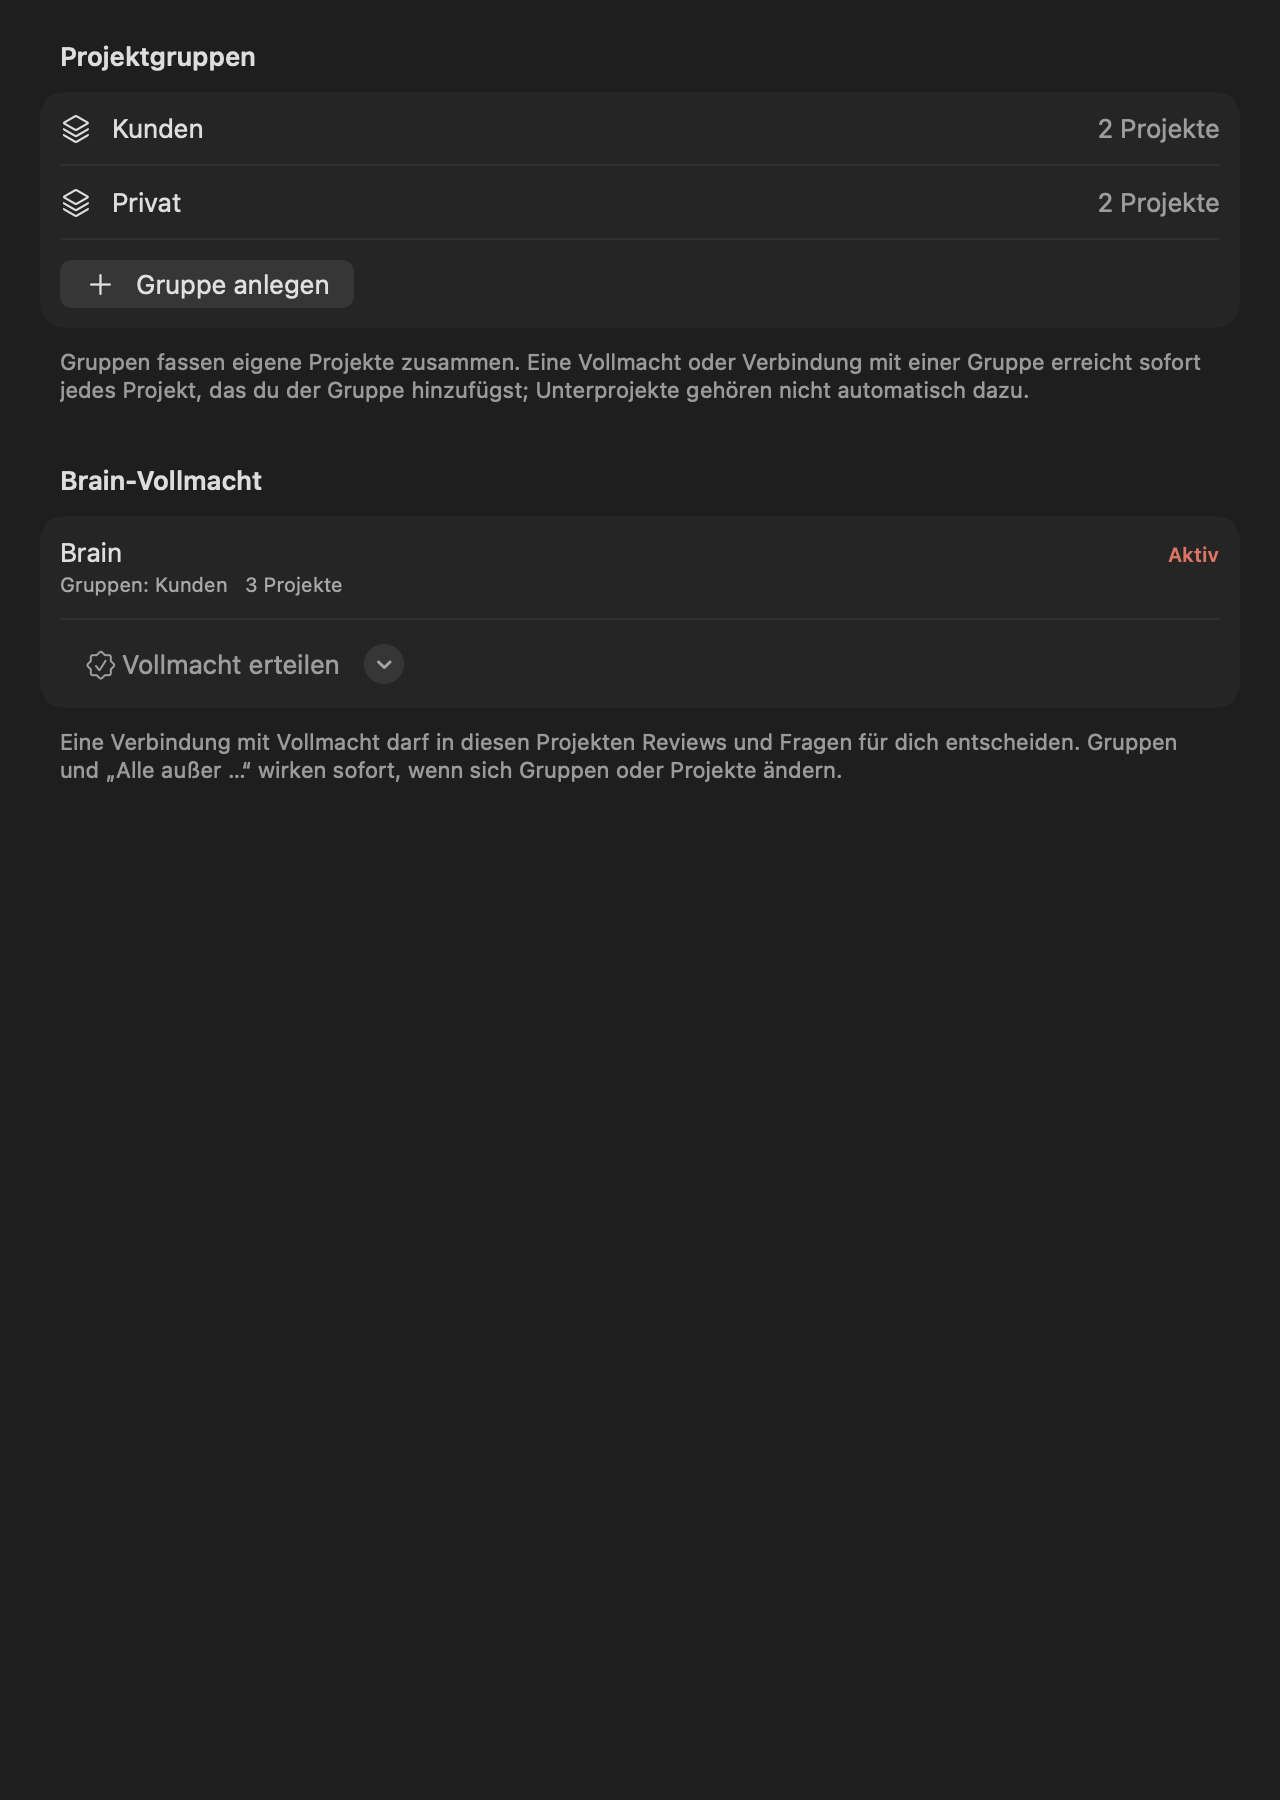 Projektgruppen
Kunden 2 Projekte
Privat 2 Projekte
Gruppe anlegen
Gruppen fassen eigene Projekte zusammen. Eine Vollmacht oder Verbindung mit einer Gruppe erreicht sofort
jedes Projekt, das du der Gruppe hinzufügst; Unterprojekte gehören nicht automatisch dazu.
Brain-Vollmacht
Brain Aktiv
Gruppen: Kunden 3 Projekte
Vollmacht erteilen
Eine Verbindung mit Vollmacht darf in diesen Projekten Reviews und Fragen für dich entscheiden. Gruppen
und „Alle außer …“ wirken sofort, wenn sich Gruppen oder Projekte ändern.